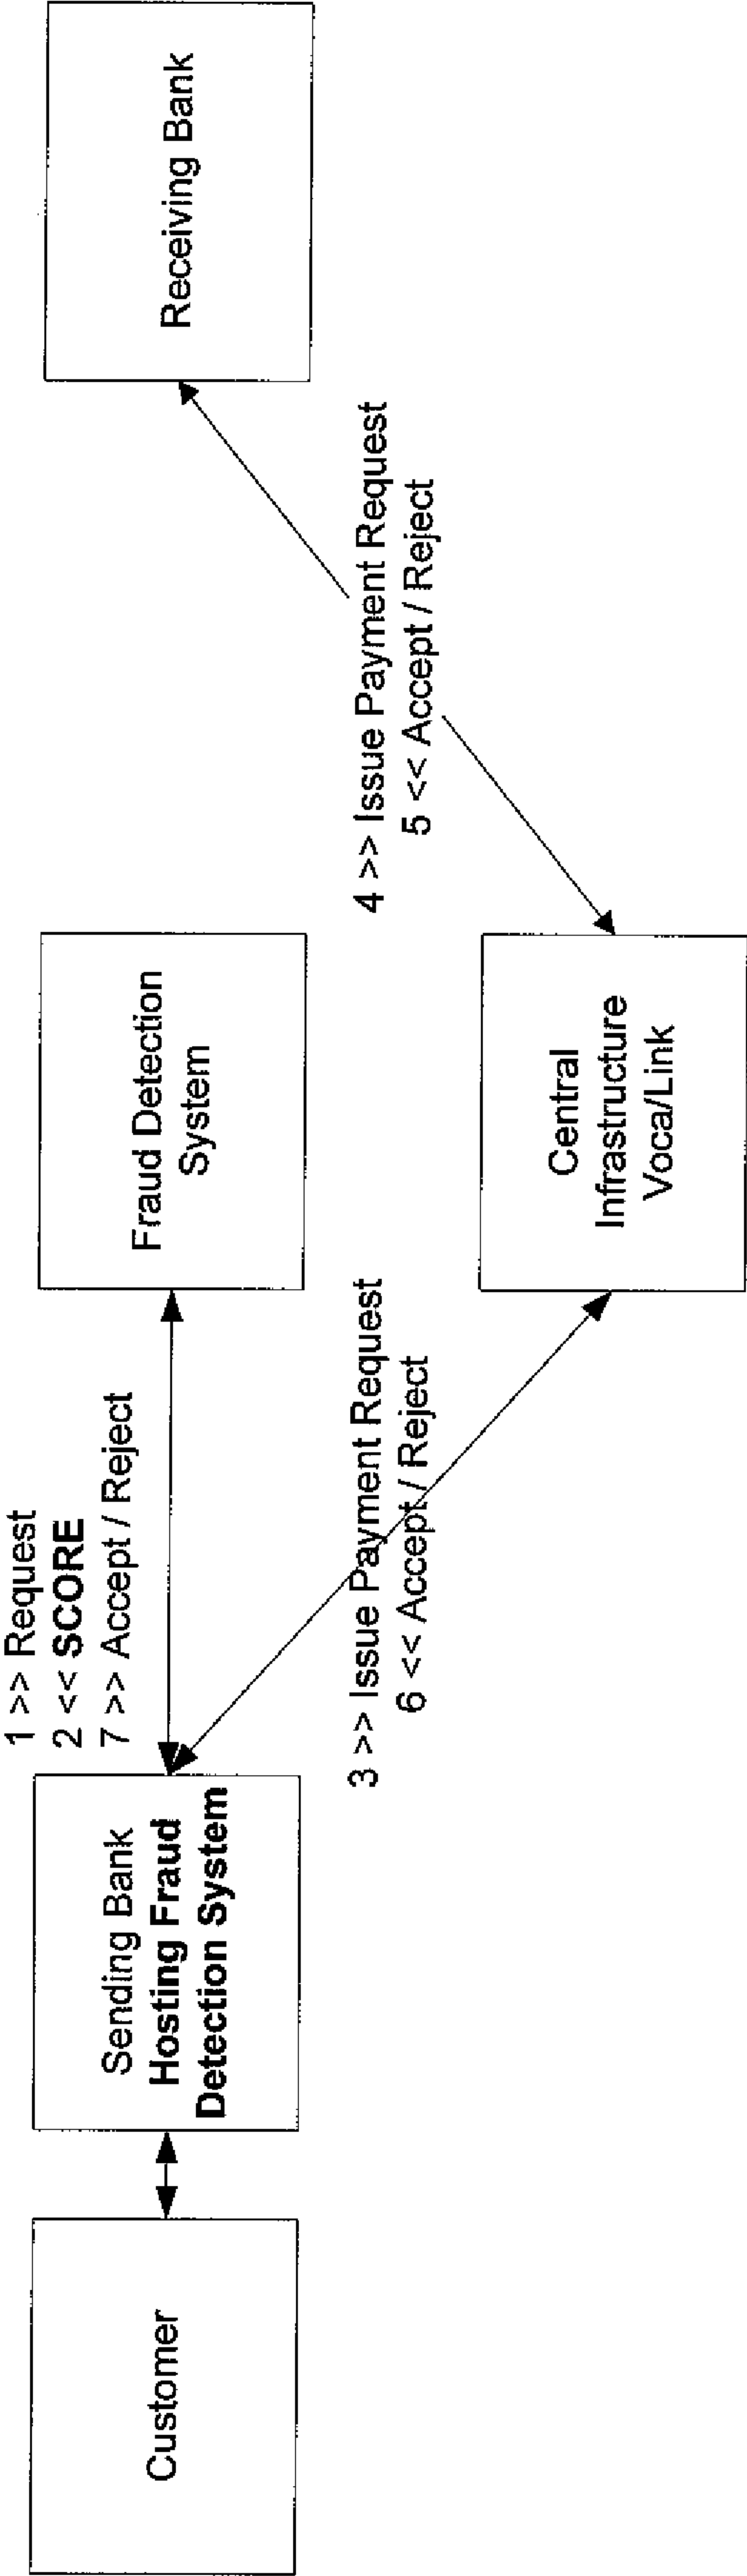 Customer
Sending Bank
Hosting Fraud
Detection System
1 >> Request
2 << SCORE
7 >> Accept / Reject
Fraud Detection
System
3 >> Issue Payment Request
6 << Accept / Reject
Central
Infrastructure
Voca/Link
4 >> Issue Payment Request
5 << Accept / Reject
Receiving Bank